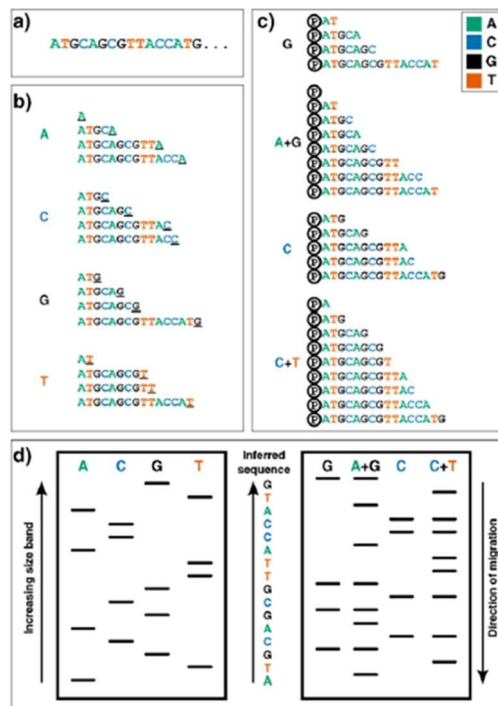 a)
ATGCAGCGTTACCATG...
b)
A
A
ATGCA
ATGCAGCGTTA
ATGCAGCGTTACCA
C
ATGC
ATGCAGC
ATGCAGCGTTAC
ATGCAGCGTTACC
G
ATG
ATGCAG
ATGCAGCG
ATGCAGCGTTACCATG
T
AT
ATGCAGCGT
ATGCAGCGTT
ATGCAGCGTTACCAT
c)
A
C
G
T
G
P AT
P ATGCA
P ATGCAGC
P ATGCAGCGTTACCAT
A+G
P
P AT
P ATGC
P ATGCA
P ATGCAGC
P ATGCAGCGTT
P ATGCAGCGTTACC
P ATGCAGCGTTACCAT
C
P ATG
P ATGCAG
P ATGCAGCGTTA
P ATGCAGCGTTAC
P ATGCAGCGTTACCATG
C+T
P A
P ATG
P ATGCAG
P ATGCAGCG
P ATGCAGCGT
P ATGCAGCGTTA
P ATGCAGCGTTAC
P ATGCAGCGTTACCA
P ATGCAGCGTTACCATG
d)
Increasing size band
A C G T
Inferred
sequence
G
T
A
C
C
A
T
T
G
C
G
A
C
G
T
A
G A+G C C+T
Direction of migration